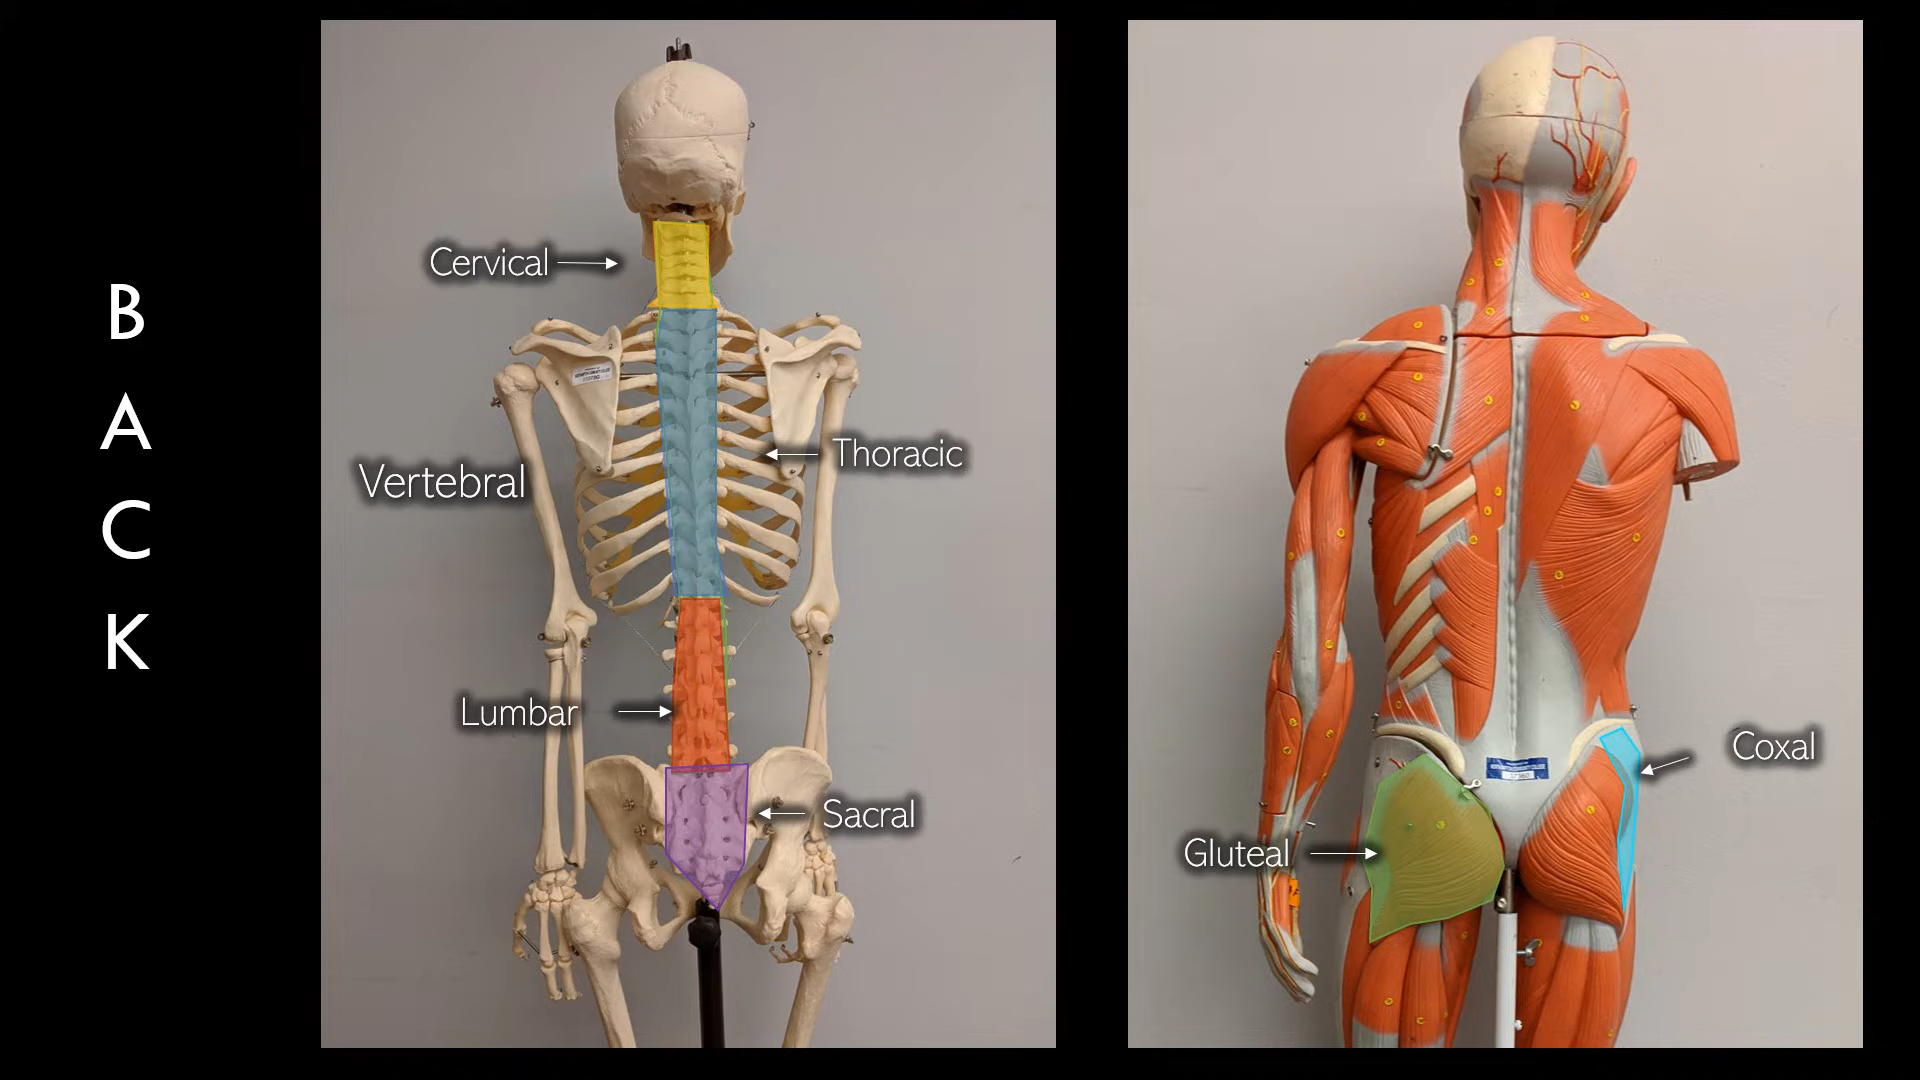 B
A
C
K
Cervical
Thoracic
Vertebral
Lumbar
Sacral
Coxal
Gluteal